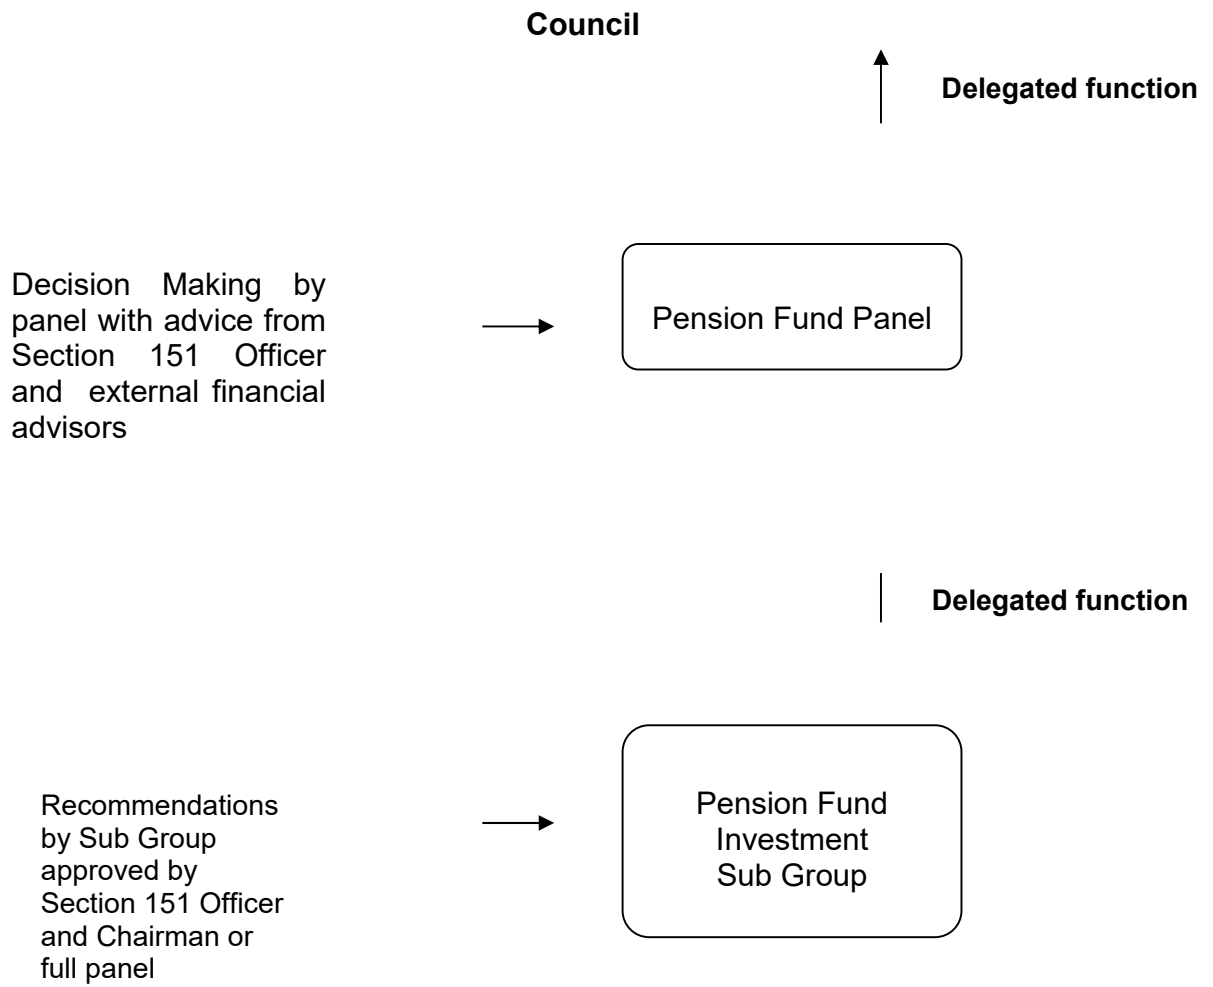 Council
Delegated function
Decision Making by
panel with advice from
Section 151 Officer
and external financial
advisors
Pension Fund Panel
Delegated function
Recommendations
by Sub Group
approved by
Section 151 Officer
and Chairman or
full panel
Pension Fund
Investment
Sub Group